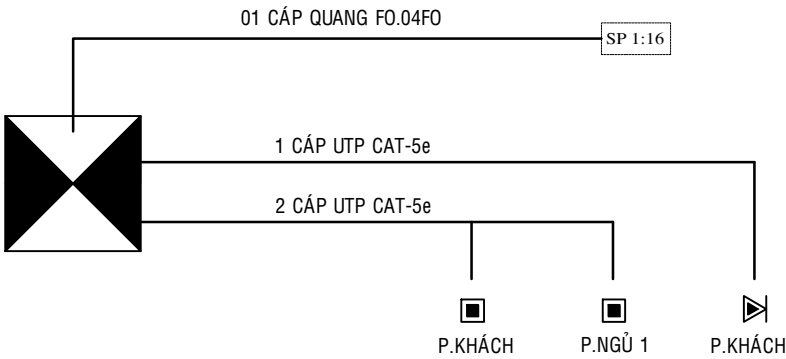 01 CÁP QUANG FO.04FO
SP 1:16
1 CÁP UTP CAT-5e
2 CÁP UTP CAT-5e
P.KHÁCH
P.NGỦ 1
P.KHÁCH